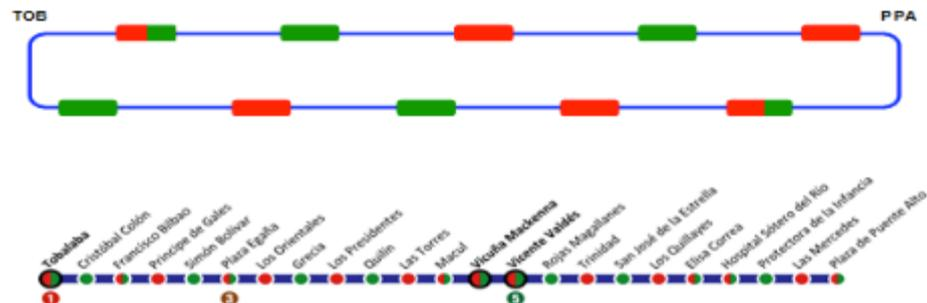 TOB
PPA
Tobalaba
Cristóbal Colón
Francisco Bilbao
Príncipe de Gales
Simón Bolívar
Plaza Egaña
Los Orientales
Grecia
Los Presidentes
Quilín
Las Torres
Macul
Vicuña Mackenna
Vicente Valdés
Rojas Magallanes
Trinidad
San José de la Estrella
Los Quillayes
Elisa Correa
Hospital Sótero del Río
Protectora de la Infancia
Las Mercedes
Plaza de Puente Alto
1
3
5